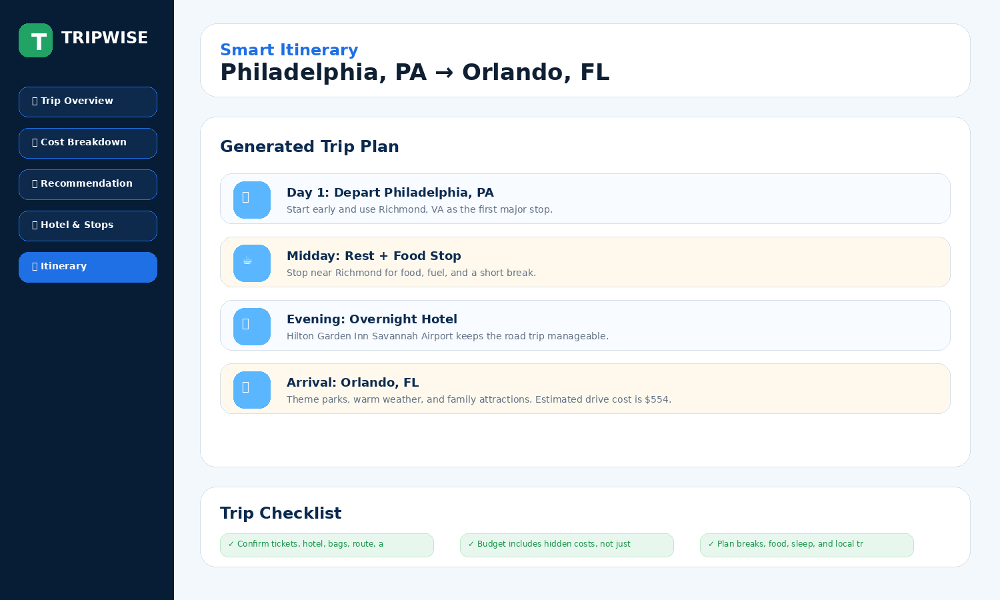 T TRIPWISE
Trip Overview
Cost Breakdown
Recommendation
Hotel & Stops
Itinerary
Smart Itinerary
Philadelphia, PA → Orlando, FL
Generated Trip Plan
Day 1: Depart Philadelphia, PA
Start early and use Richmond, VA as the first major stop.
☕ Midday: Rest + Food Stop
Stop near Richmond for food, fuel, and a short break.
Evening: Overnight Hotel
Hilton Garden Inn Savannah Airport keeps the road trip manageable.
Arrival: Orlando, FL
Theme parks, warm weather, and family attractions. Estimated drive cost is $554.
Trip Checklist
✓ Confirm tickets, hotel, bags, route, a
✓ Budget includes hidden costs, not just
✓ Plan breaks, food, sleep, and local tr